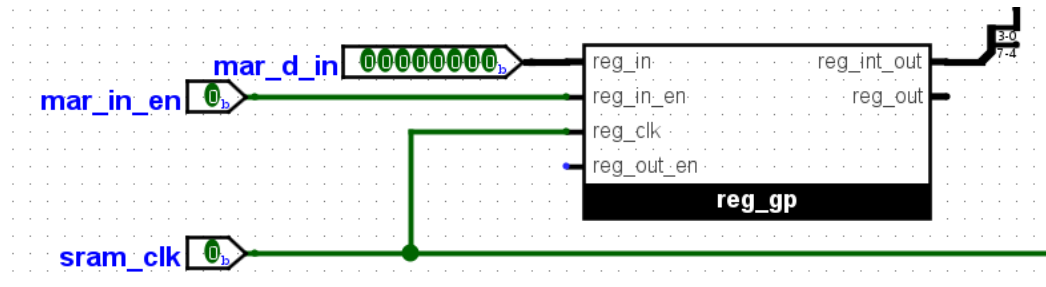 3-0
7-4
mar_d_in 00000000b reg_in reg_int_out
mar_in_en 0b reg_in_en reg_out
reg_clk
reg_out_en
reg_gp
sram_clk 0b